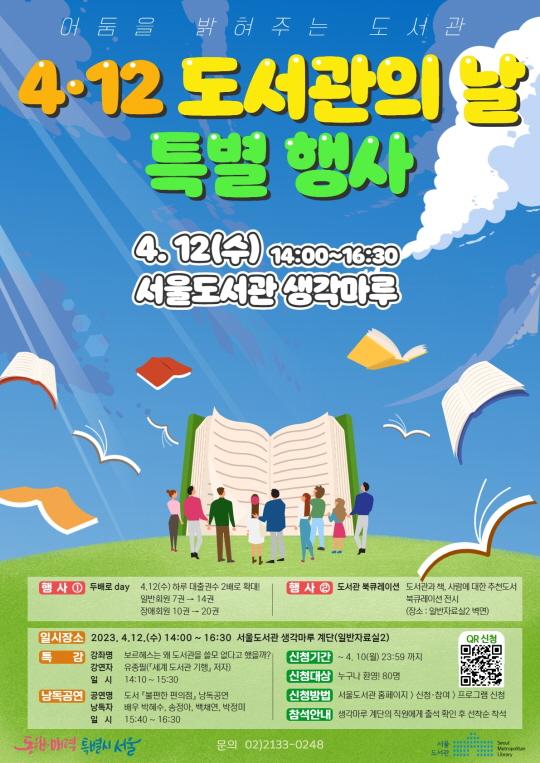 어둠을 밝혀주는 도서관
4·12 도서관의 날
특별 행사
4. 12(수) 14:00~16:30
서울도서관 생각마루
행 사 ① 두배로 day 4.12(수) 하루 대출권수 2배로 확대!
일반회원 7권 → 14권
장애회원 10권 → 20권
행 사 ② 도서관 북큐레이션 도서관과 책, 사람에 대한 추천도서
북큐레이션 전시
(장소 : 일반자료실2 벽면)
일시장소 2023. 4.12.(수) 14:00 ~ 16:30 서울도서관 생각마루 계단(일반자료실2)
특 강 강좌명 보르헤스는 왜 도서관을 쓸모 없다고 했을까?
강연자 유종필(「세계 도서관 기행」 저자)
일 시 14:10 ~ 15:30
낭독공연 공연명 도서 「불편한 편의점」 낭독공연
낭독자 배우 박혜수, 송정아, 백채연, 박정미
일 시 15:40 ~ 16:30
QR 신청
신청기간 ~ 4. 10(월) 23:59 까지
신청대상 누구나 환영! 80명
신청방법 서울도서관 홈페이지 > 신청·참여 > 프로그램 신청
참석안내 생각마루 계단의 직원에게 출석 확인 후 선착순 착석
동행·매력 특별시 서울
문의 02)2133-0248
서울
도서관
Seoul
Metropolitan
Library